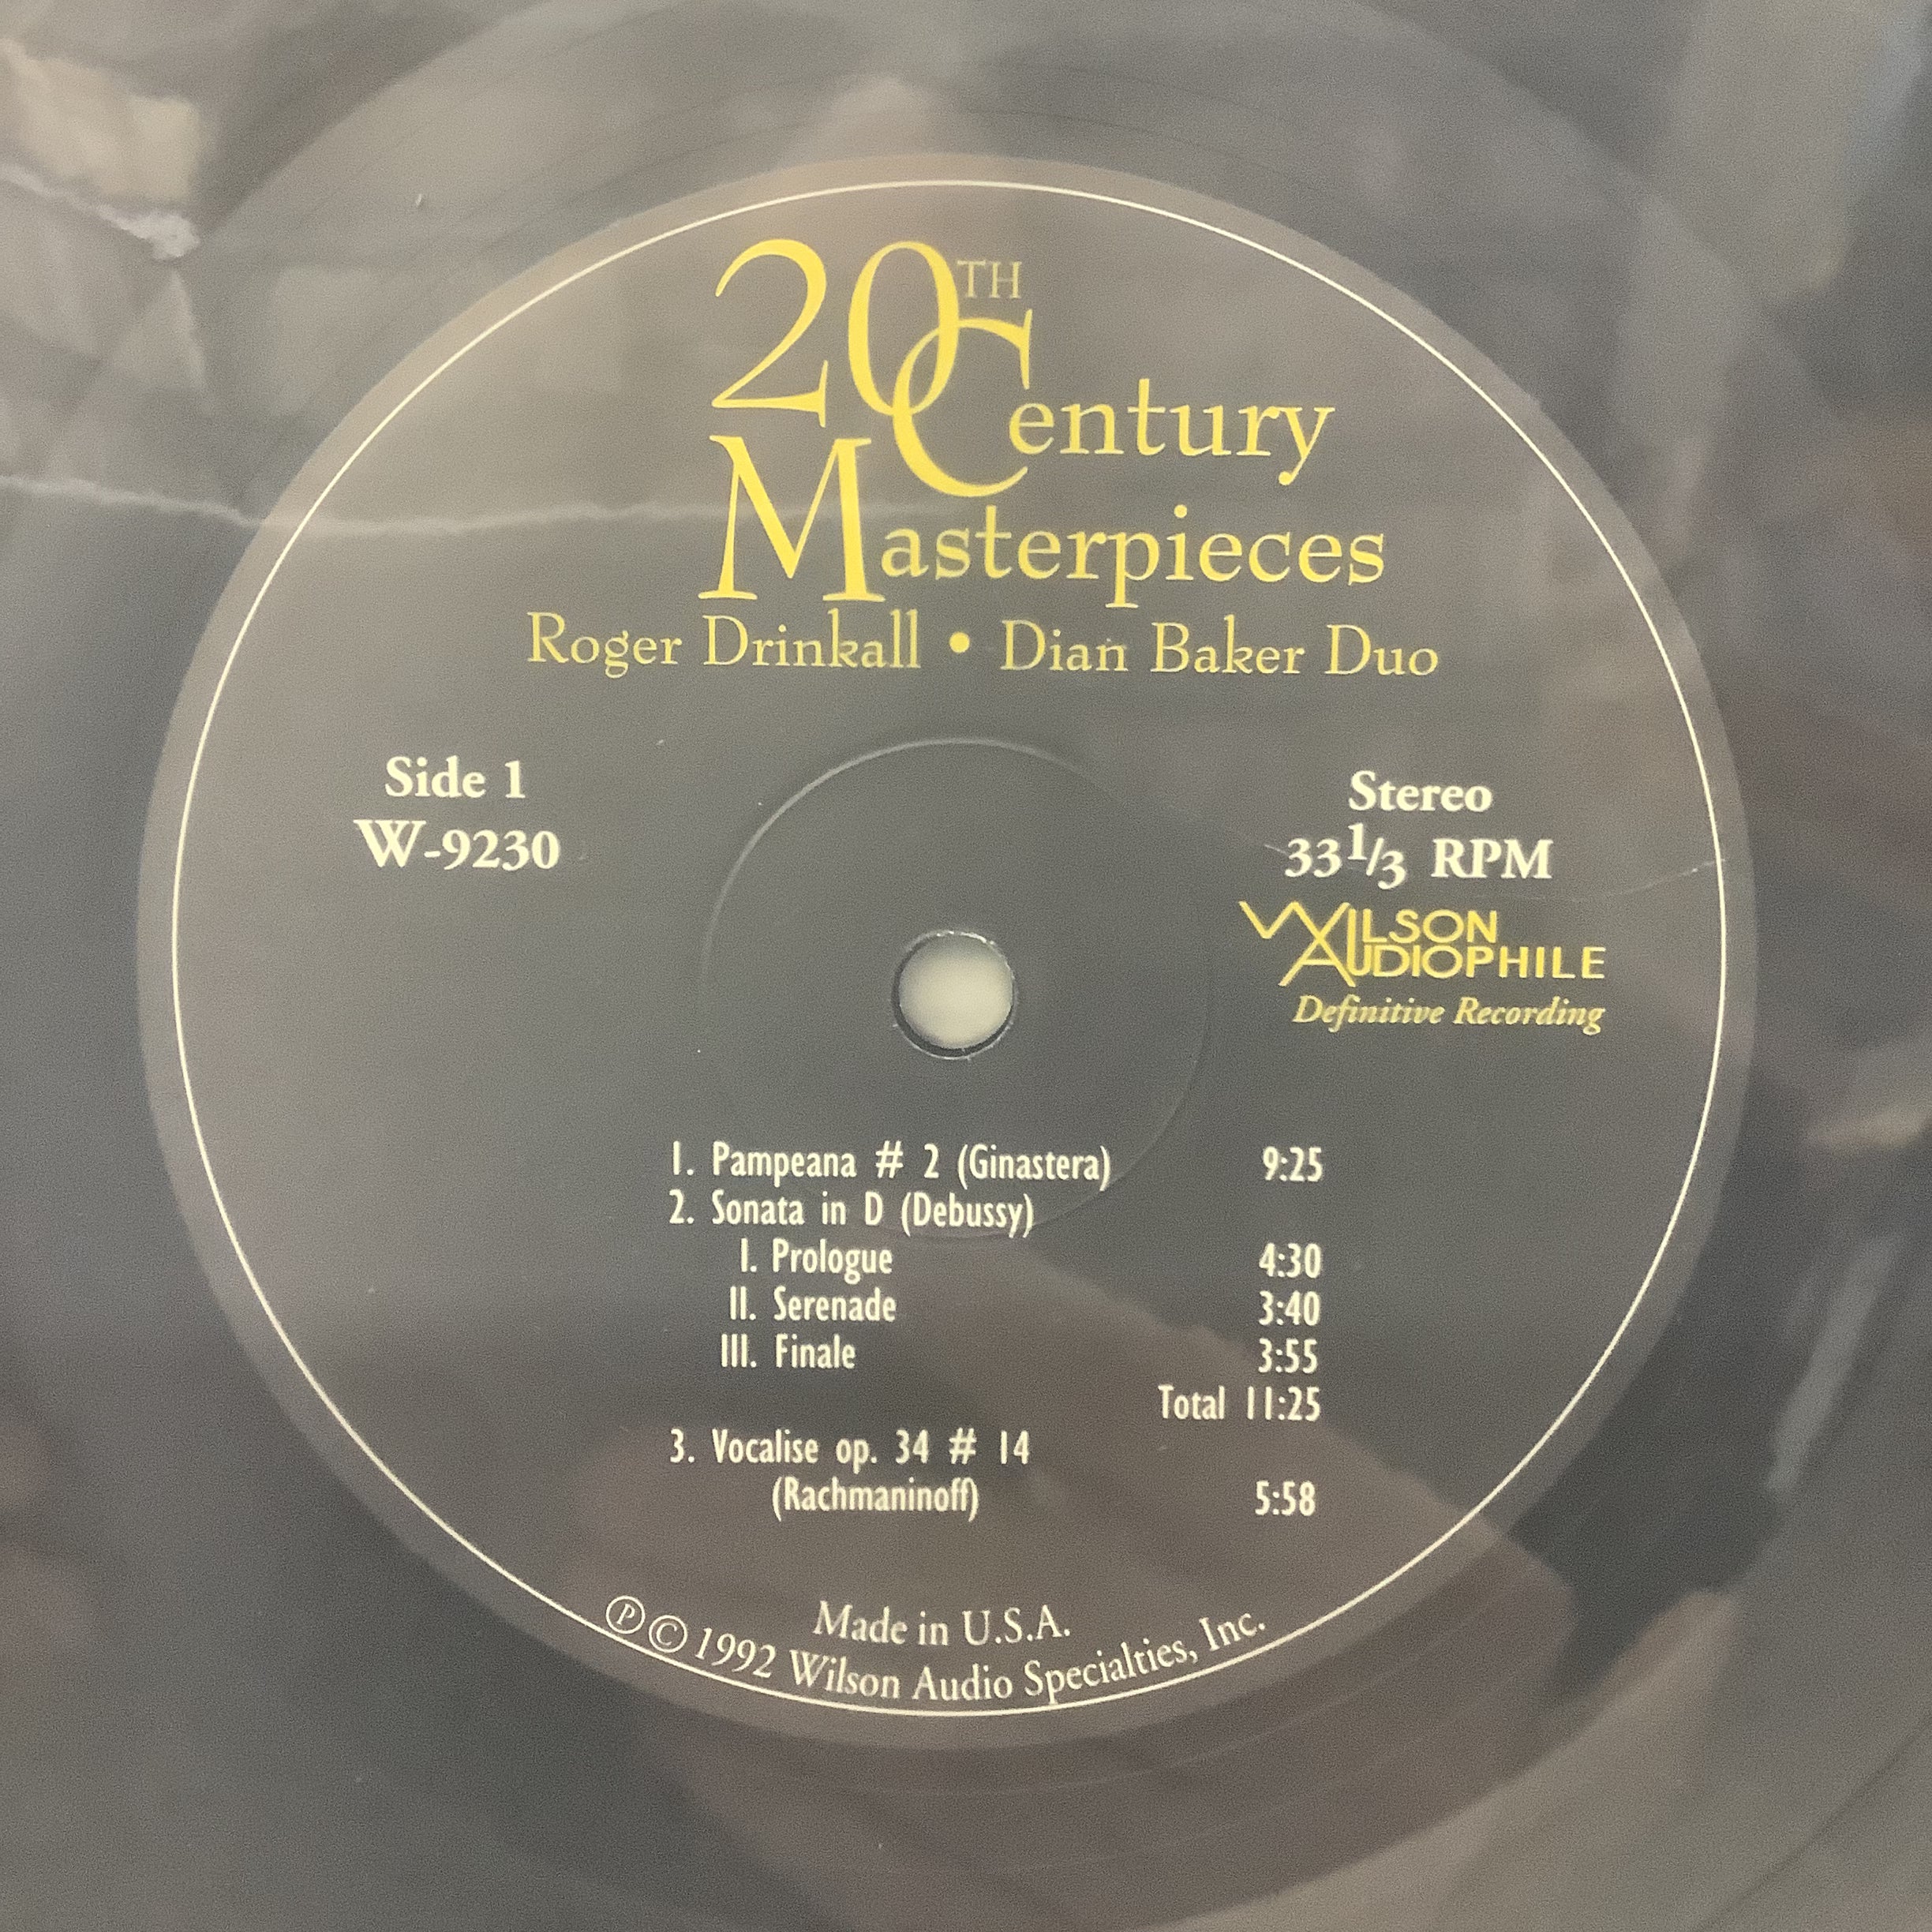 20TH Century
Masterpieces
Roger Drinkall • Dian Baker Duo
Side 1
W-9230
Stereo
33 1/3 RPM
WILSON
AUDIOPHILE
Definitive Recording
1. Pampeana # 2 (Ginastera) 9:25
2. Sonata in D (Debussy)
I. Prologue 4:30
II. Serenade 3:40
III. Finale 3:55
Total 11:25
3. Vocalise op. 34 # 14
(Rachmaninoff) 5:58
Made in U.S.A.
℗ © 1992 Wilson Audio Specialties, Inc.